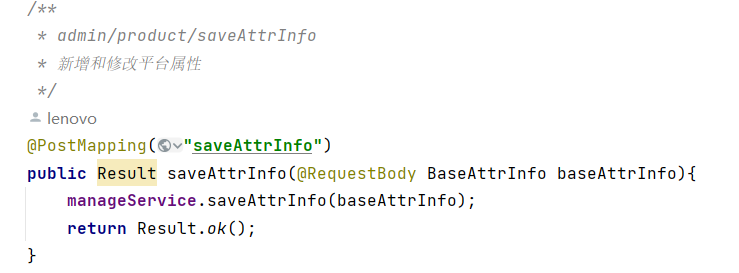 /**
 * admin/product/saveAttrInfo
 * 新增和修改平台属性
 */
lenovo
@PostMapping("saveAttrInfo")
public Result saveAttrInfo(@RequestBody BaseAttrInfo baseAttrInfo){
    manageService.saveAttrInfo(baseAttrInfo);
    return Result.ok();
}